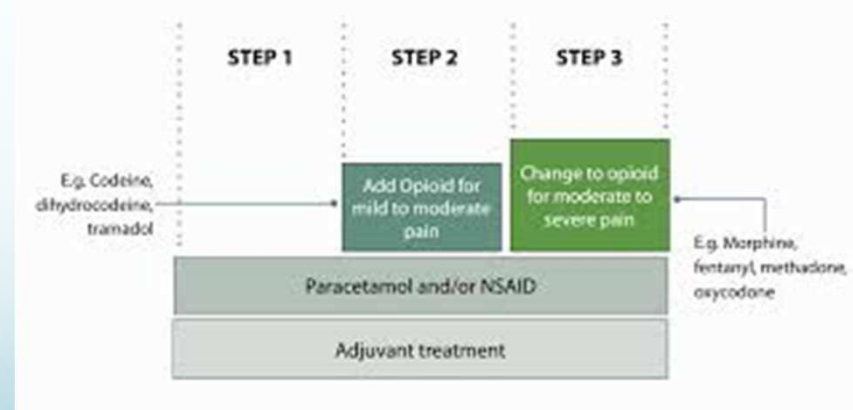 STEP 1
STEP 2
STEP 3
E.g. Codeine,
dihydrocodeine,
tramadol
Add Opioid for
mild to moderate
pain
Change to opioid
for moderate to
severe pain
E.g. Morphine,
fentanyl, methadone,
oxycodone
Paracetamol and/or NSAID
Adjuvant treatment